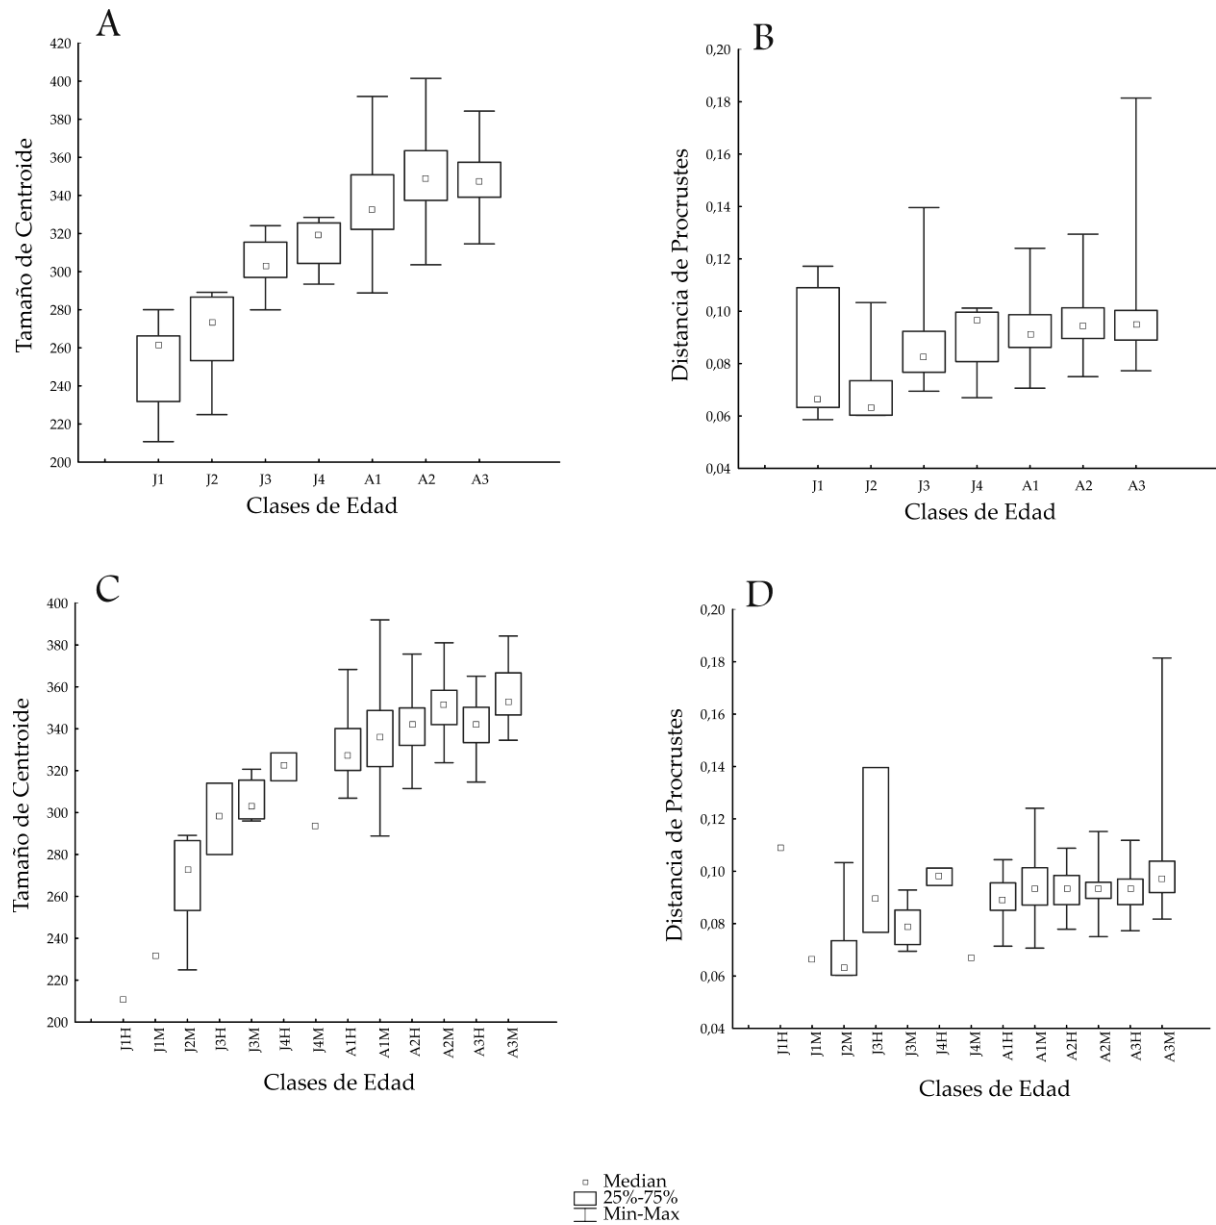 A
420
400
380
360
340
320
300
280
260
240
220
200
Tamaño de Centroide
J1 J2 J3 J4 A1 A2 A3
Clases de Edad
B
0,20
0,18
0,16
0,14
0,12
0,10
0,08
0,06
0,04
Distancia de Procrustes
J1 J2 J3 J4 A1 A2 A3
Clases de Edad
C
400
380
360
340
320
300
280
260
240
220
200
Tamaño de Centroide
J1H J1M J2M J3H J3M J4H J4M A1H A1M A2H A2M A3H A3M
Clases de Edad
D
0,20
0,18
0,16
0,14
0,12
0,10
0,08
0,06
0,04
Distancia de Procrustes
J1H J1M J2M J3H J3M J4H J4M A1H A1M A2H A2M A3H A3M
Clases de Edad
Median
25%-75%
Min-Max